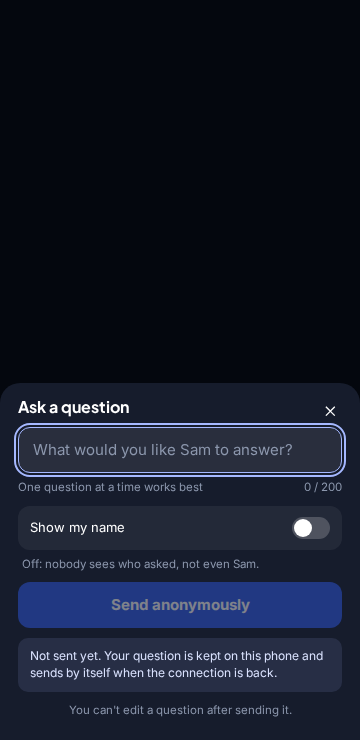 Ask a question
What would you like Sam to answer?
One question at a time works best
0 / 200
Show my name
Off: nobody sees who asked, not even Sam.
Send anonymously
Not sent yet. Your question is kept on this phone and
sends by itself when the connection is back.
You can't edit a question after sending it.